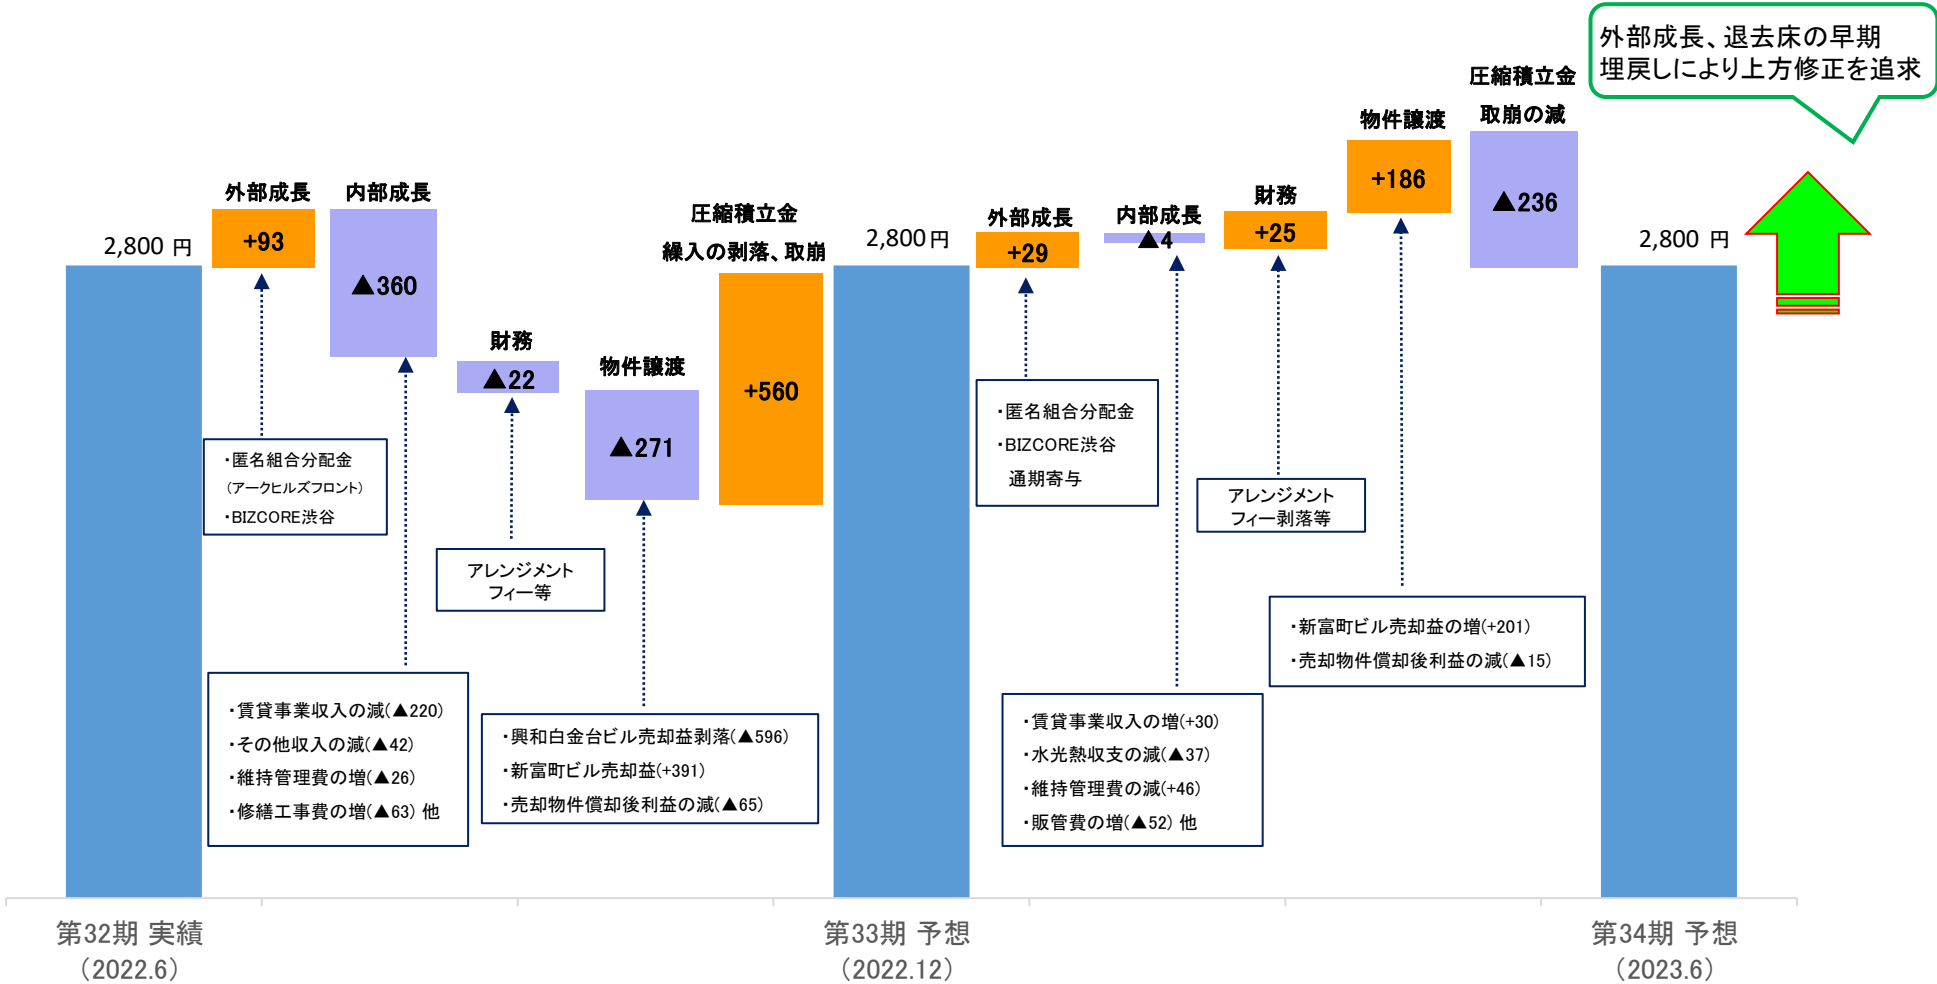 外部成長、退去床の早期
埋戻しにより上方修正を追求
2,800 円
外部成長
+93
・匿名組合分配金
(アークヒルズフロント)
・BIZCORE渋谷
内部成長
▲360
・賃貸事業収入の減(▲220)
・その他収入の減(▲42)
・維持管理費の増(▲26)
・修繕工事費の増(▲63) 他
財務
▲22
アレンジメント
フィー等
物件譲渡
▲271
・興和白金台ビル売却益剥落(▲596)
・新富町ビル売却益(+391)
・売却物件償却後利益の減(▲65)
圧縮積立金
繰入の剥落、取崩
+560
2,800 円
外部成長
+29
・匿名組合分配金
・BIZCORE渋谷
通期寄与
内部成長
▲4
・賃貸事業収入の増(+30)
・水光熱収支の減(▲37)
・維持管理費の減(+46)
・販管費の増(▲52) 他
財務
+25
アレンジメント
フィー剥落等
物件譲渡
+186
・新富町ビル売却益の増(+201)
・売却物件償却後利益の減(▲15)
圧縮積立金
取崩の減
▲236
2,800 円
第32期 実績
(2022.6)
第33期 予想
(2022.12)
第34期 予想
(2023.6)